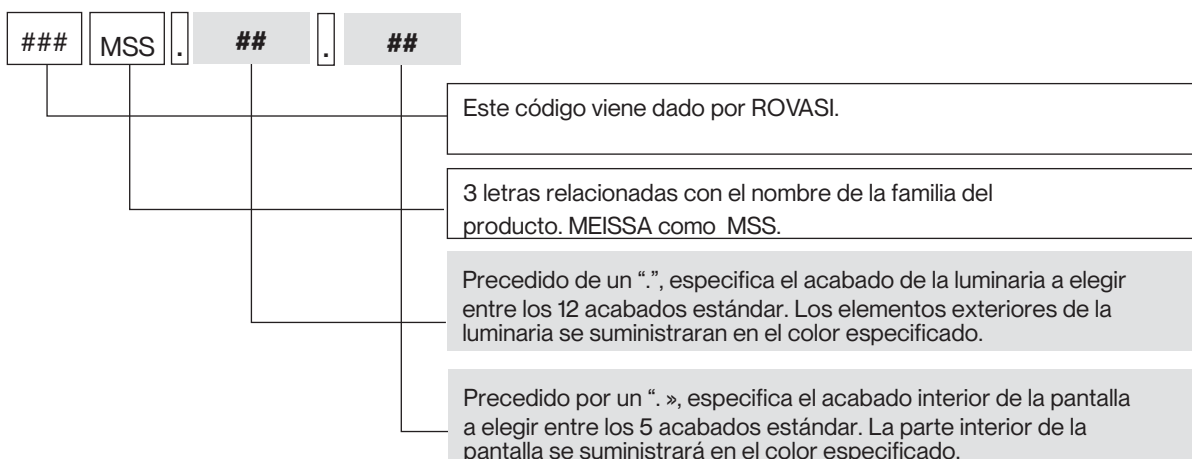 ### MSS . ## . ##
Este código viene dado por ROVASI.
3 letras relacionadas con el nombre de la familia del
producto. MEISSA como MSS.
Precedido de un “.”, especifica el acabado de la luminaria a elegir
entre los 12 acabados estándar. Los elementos exteriores de la
luminaria se suministraran en el color especificado.
Precedido por un “. », especifica el acabado interior de la pantalla
a elegir entre los 5 acabados estándar. La parte interior de la
pantalla se suministrará en el color especificado.